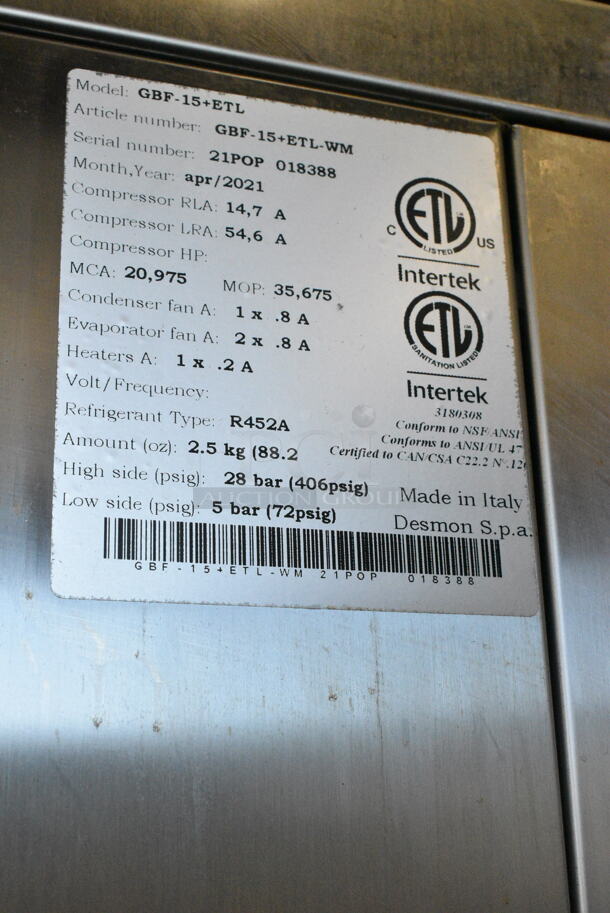 Model: GBF-15+ETL
Article number: GBF-15+ETL-WM
Serial number: 21POP 018388
Month,Year: apr/2021
Compressor RLA: 14,7 A
Compressor LRA: 54,6 A
Compressor HP:
MCA: 20,975 MOP: 35,675
Condenser fan A: 1 x .8 A
Evaporator fan A: 2 x .8 A
Heaters A: 1 x .2 A
Volt/Frequency:
Refrigerant Type: R452A
Amount (oz): 2.5 kg (88.2
High side (psig): 28 bar (406psig)
Low side (psig): 5 bar (72psig)
C ETL US
LISTED
Intertek
ETL
SANITATION LISTED
Intertek
3180308
Conform to NSF/ANSI
Conforms to ANSI/UL 47
Certified to CAN/CSA C22.2 N°.120
Made in Italy
Desmon S.p.a.
AUCTION GROUP
GBF-15+ETL-WM 21POP 018388